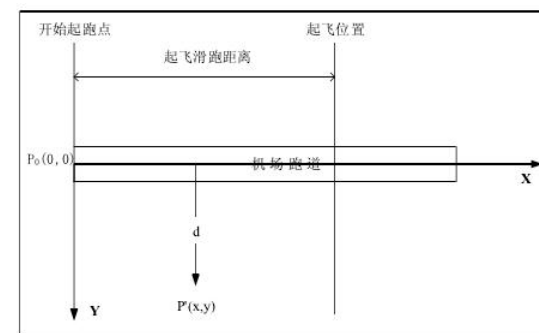 开始起跑点
起飞位置
起飞滑跑距离
P₀(0,0)
机场跑道
X
d
Y
P'(x,y)